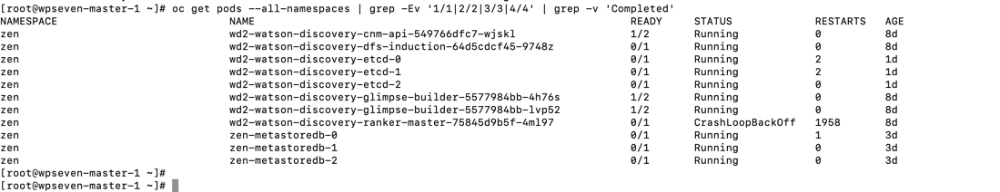 [root@wpseven-master-1 ~]# oc get pods --all-namespaces | grep -Ev '1/1|2/2|3/3|4/4' | grep -v 'Completed'
NAMESPACE NAME READY STATUS RESTARTS AGE
zen wd2-watson-discovery-cnm-api-549766dfc7-wjskl 1/2 Running 0 8d
zen wd2-watson-discovery-dfs-induction-64d5cdcf45-9748z 0/1 Running 0 8d
zen wd2-watson-discovery-etcd-0 0/1 Running 2 1d
zen wd2-watson-discovery-etcd-1 0/1 Running 2 1d
zen wd2-watson-discovery-etcd-2 0/1 Running 0 1d
zen wd2-watson-discovery-glimpse-builder-5577984bb-4h76s 1/2 Running 0 8d
zen wd2-watson-discovery-glimpse-builder-5577984bb-lvp52 1/2 Running 0 8d
zen wd2-watson-discovery-ranker-master-75845d9b5f-4ml97 0/1 CrashLoopBackOff 1958 8d
zen zen-metastoredb-0 0/1 Running 1 3d
zen zen-metastoredb-1 0/1 Running 0 3d
zen zen-metastoredb-2 0/1 Running 0 3d
[root@wpseven-master-1 ~]#
[root@wpseven-master-1 ~]#